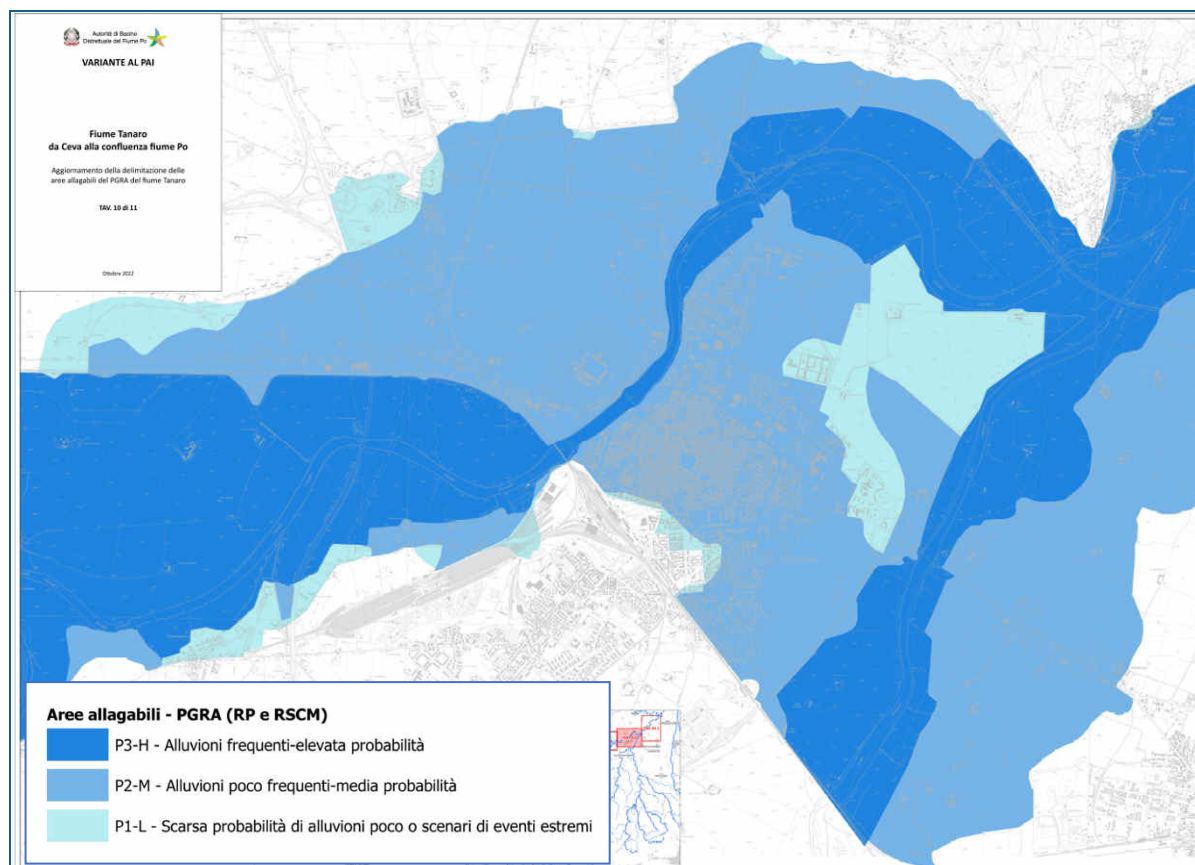 Autorità di Bacino
Distrettuale del Fiume Po
VARIANTE AL PAI
Fiume Tanaro
da Ceva alla confluenza fiume Po
Aggiornamento della delimitazione delle
aree allagabili del PGRA del fiume Tanaro
TAV. 10 di 11
Ottobre 2022
Aree allagabili - PGRA (RP e RSCM)
P3-H - Alluvioni frequenti-elevata probabilità
P2-M - Alluvioni poco frequenti-media probabilità
P1-L - Scarsa probabilità di alluvioni poco o scenari di eventi estremi